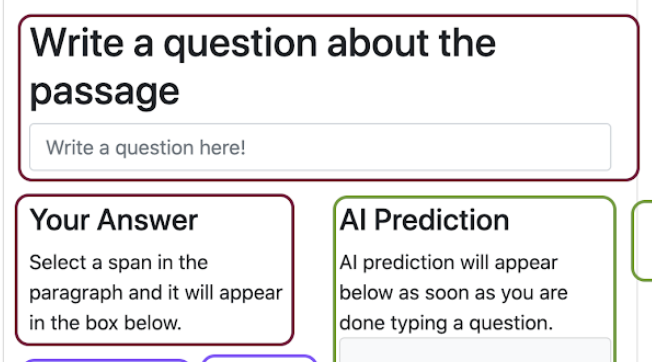 Write a question about the
passage
Write a question here!
Your Answer
Select a span in the
paragraph and it will appear
in the box below.
AI Prediction
AI prediction will appear
below as soon as you are
done typing a question.